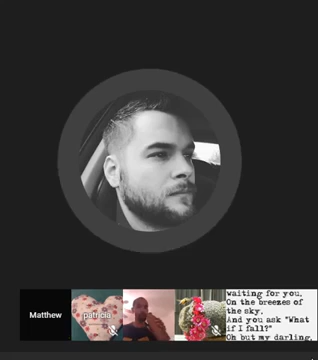 Matthew
patricia
waiting for you,
On the breezes of
the sky,
And you ask "What
if I fall?"
Oh but my darling,